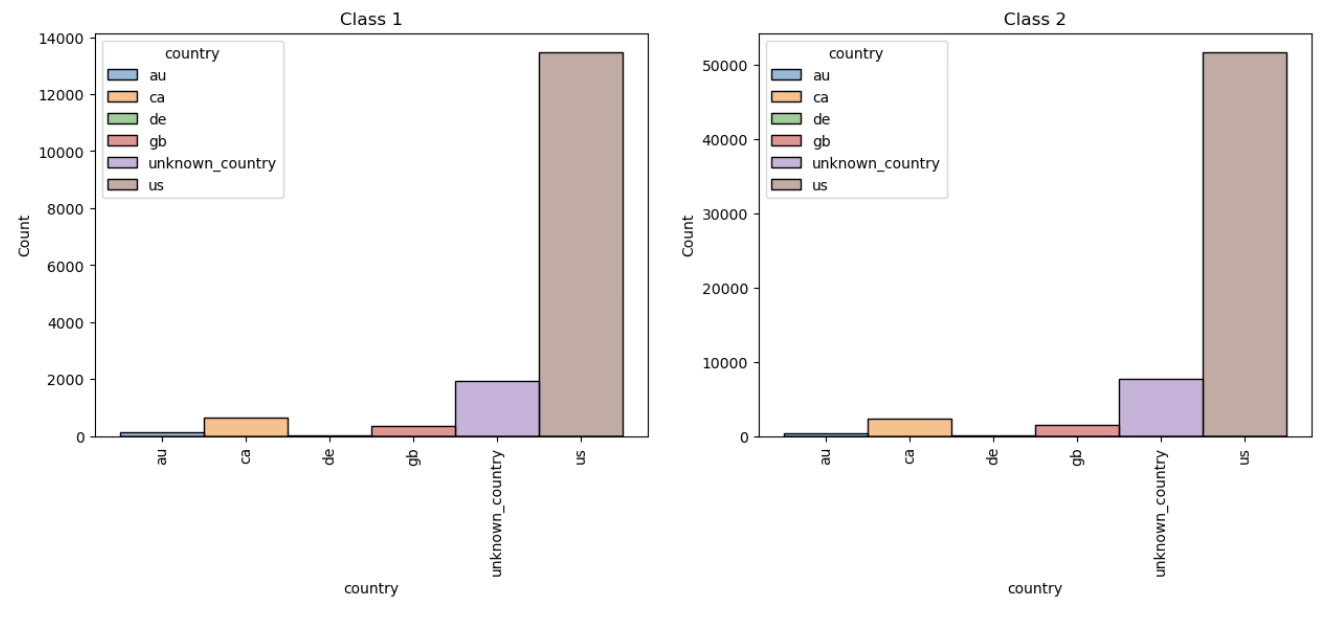 Class 1
country
au
ca
de
gb
unknown_country
us
14000
12000
10000
8000
6000
4000
2000
0
Count
au
ca
de
gb
unknown_country
us
country
Class 2
country
au
ca
de
gb
unknown_country
us
50000
40000
30000
20000
10000
0
Count
au
ca
de
gb
unknown_country
us
country